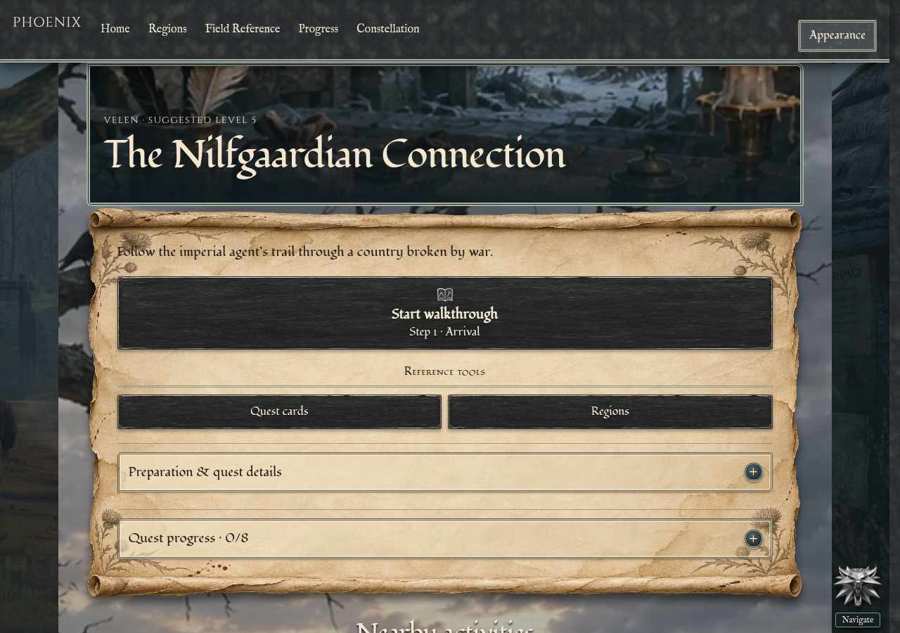 PHOENIX
Home Regions Field Reference Progress Constellation
Appearance
VELEN · SUGGESTED LEVEL 5
The Nilfgaardian Connection
Follow the imperial agent's trail through a country broken by war.
Start walkthrough
Step 1 · Arrival
Reference tools
Quest cards
Regions
Preparation & quest details
Quest progress · 0/8
Nearby activities
Navigate